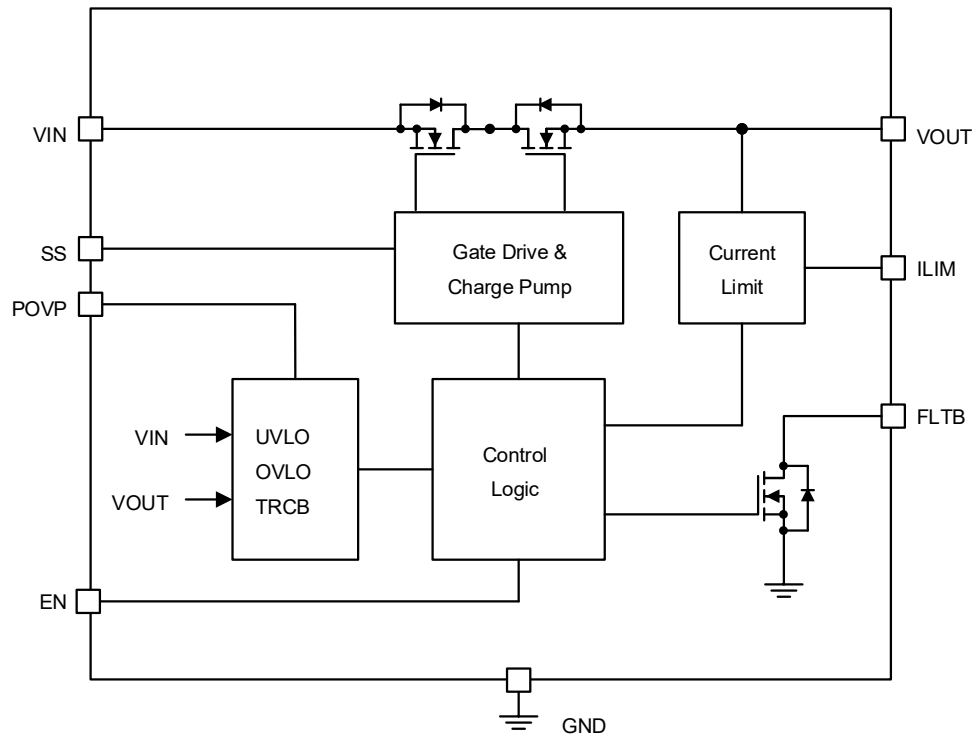 VIN
VOUT
SS
Gate Drive &
Charge Pump
Current
Limit
ILIM
POVP
FLTB
VIN
VOUT
UVLO
OVLO
TRCB
Control
Logic
EN
GND